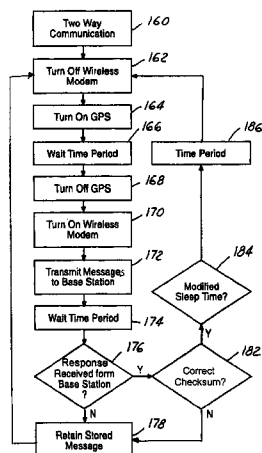 Two Way
Communication
160
Turn Off Wireless
Modem
162
Turn On GPS
164
Wait Time Period
166
Time Period
186
Turn Off GPS
168
Turn On Wireless
Modem
170
Transmit Messages
to Base Station
172
Modified
Sleep Time?
184
Wait Time Period
174
Response
Received form
Base Station
?
176
Y
Correct
Checksum?
182
Y
N
N
Retain Stored
Message
178